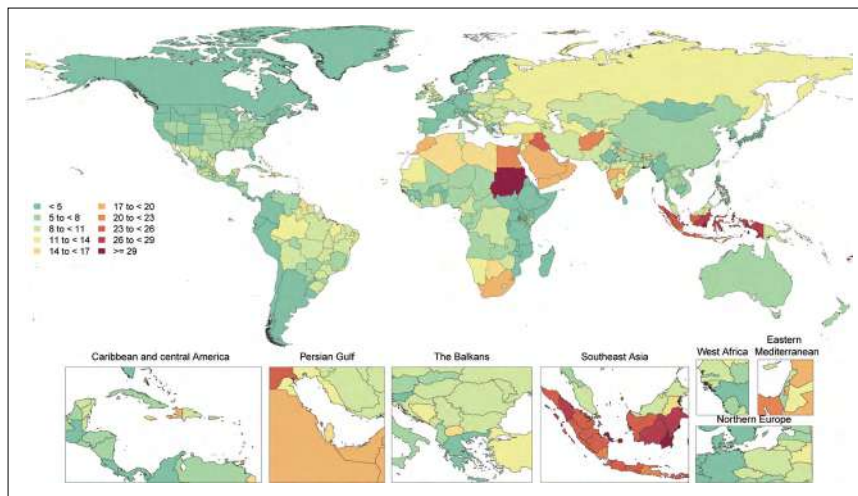 < 5
5 to < 8
8 to < 11
11 to < 14
14 to < 17
17 to < 20
20 to < 23
23 to < 26
26 to < 29
>= 29
Caribbean and central America
Persian Gulf
The Balkans
Southeast Asia
West Africa
Eastern
Mediterranean
Northern Europe